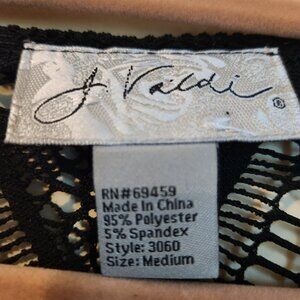 J. Valdi ®
RN#69459
Made In China
95% Polyester
5% Spandex
Style: 3060
Size: Medium